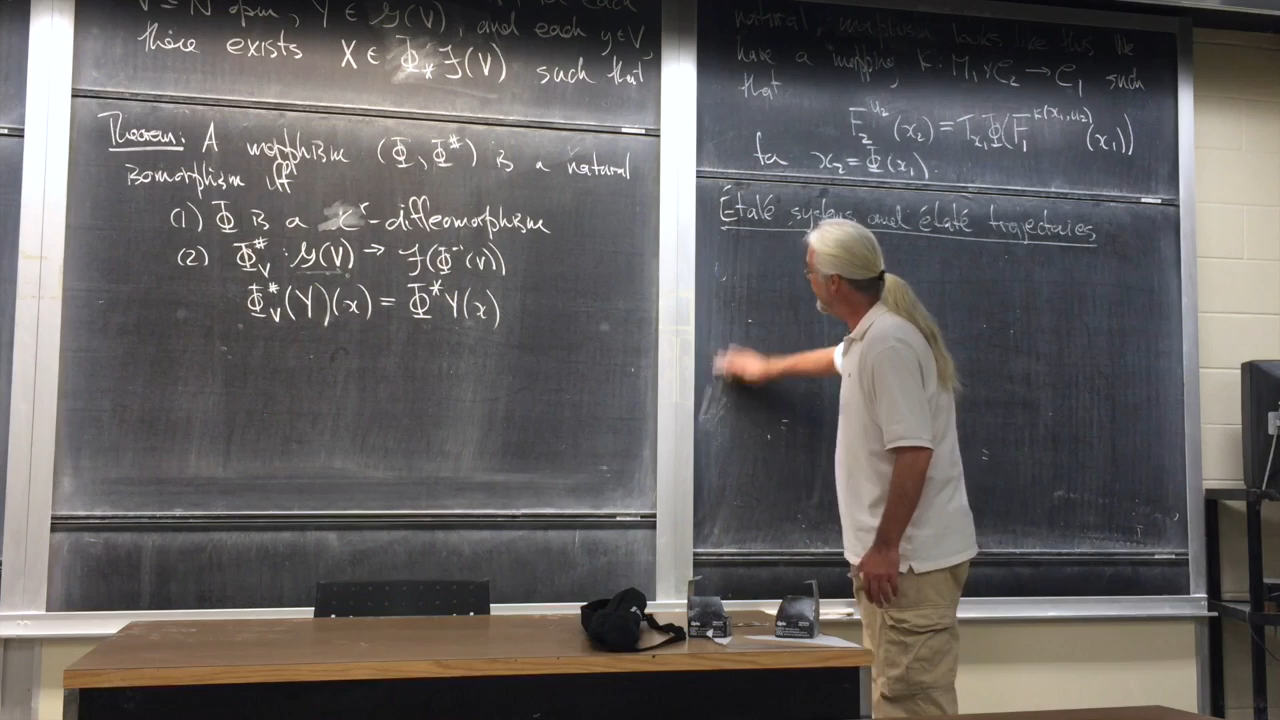 V ⊆ N open, Y ∈ 𝒢(V), and each y∈V,
there exists X ∈ Φ_* ℱ(V) such that
Theorem: A morphism (Φ, Φ^#) is a natural
isomorphism iff
(1) Φ is a C^r-diffeomorphism
(2) Φ^#_V : 𝒢(V) → ℱ(Φ^{-1}(V))
Φ^#_V(Y)(x) = Φ^*Y(x)
natural, morphism looks like this. We
have a mapping κ: M_1 × C_2 → C_1 such
that
F_2^{u_2}(x_2) = T_{x_1}Φ(F_1^{κ(x_1,u_2)}(x_1))
for x_2 = Φ(x_1).
Étalé systems and élaté trajectories